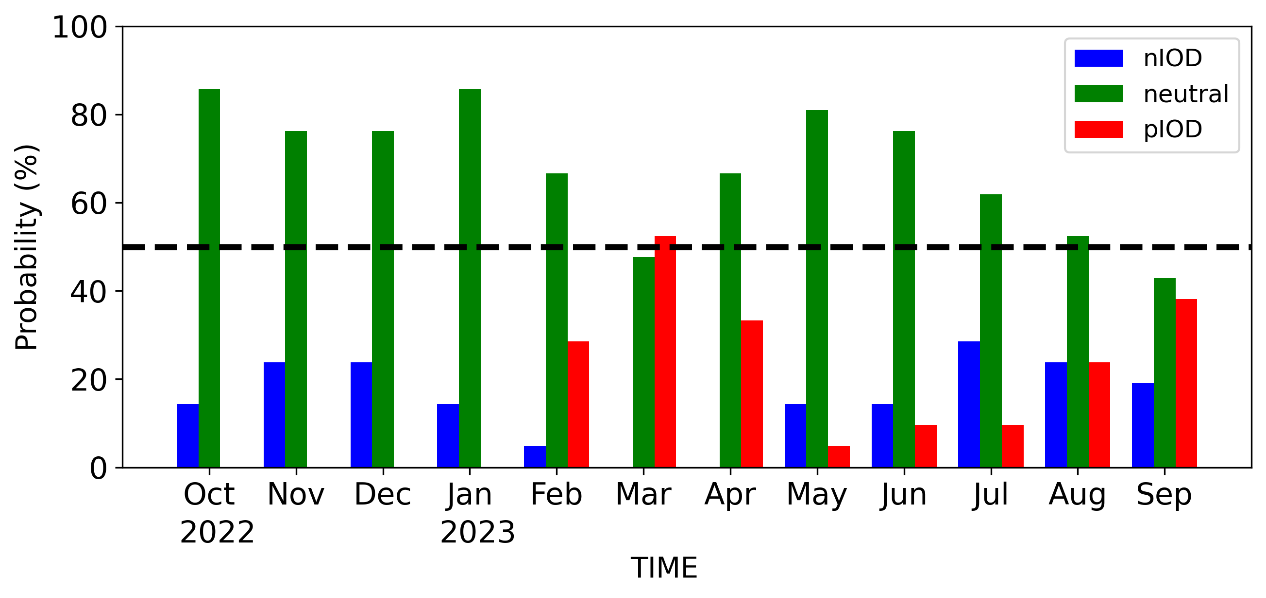 100
80
60
40
20
0
Probability (%)
nIOD
neutral
pIOD
Oct Nov Dec Jan Feb Mar Apr May Jun Jul Aug Sep
2022 2023
TIME